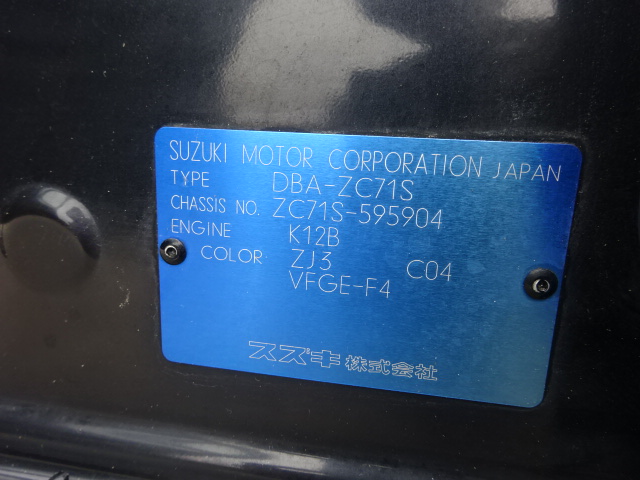 SUZUKI MOTOR CORPORATION JAPAN
TYPE DBA-ZC71S
CHASSIS NO. ZC71S-595904
ENGINE K12B
COLOR ZJ3 C04
VFGE-F4
スズキ株式会社